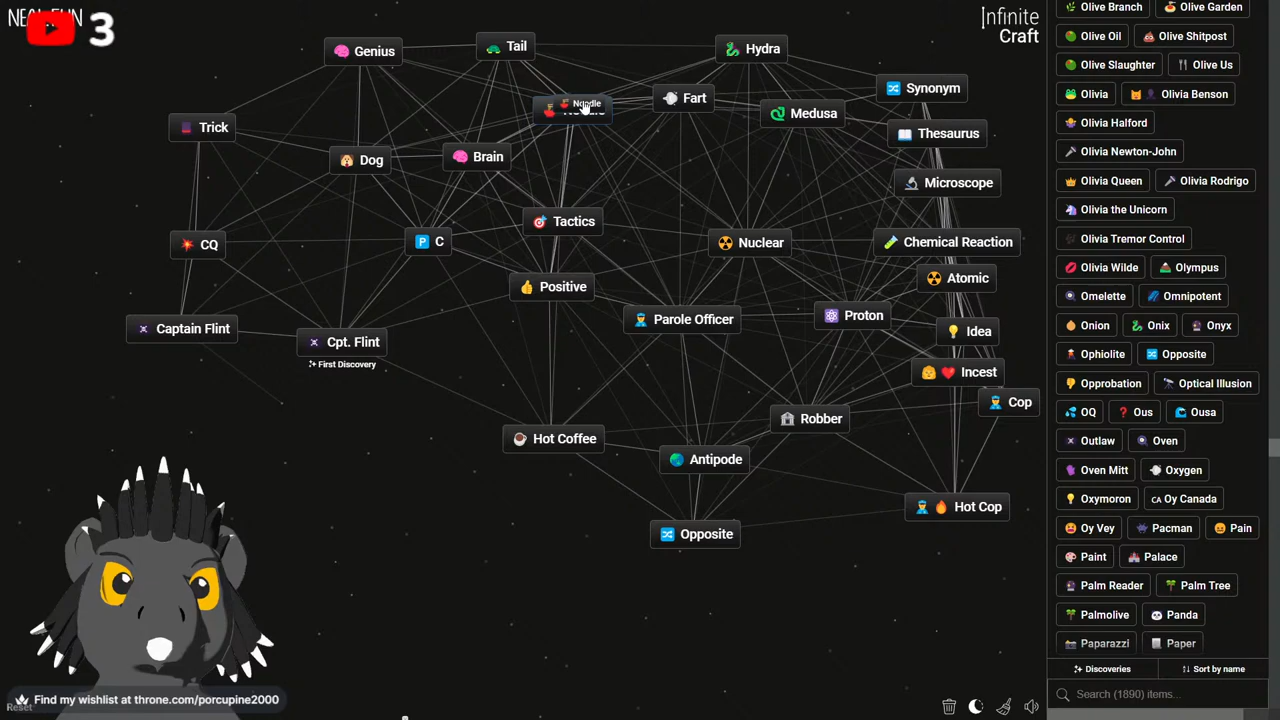 NEAL.FUN
3
Infinite
Craft
Genius
Tail
Hydra
Noodle
Fart
Synonym
Medusa
Trick
Thesaurus
Dog
Brain
Microscope
Tactics
CQ
C
Nuclear
Chemical Reaction
Atomic
Positive
Parole Officer
Proton
Captain Flint
Cpt. Flint
First Discovery
Idea
Incest
Cop
Robber
Hot Coffee
Antipode
Hot Cop
Opposite
Find my wishlist at throne.com/porcupine2000
Reset
Olive Branch Olive Garden
Olive Oil Olive Shitpost
Olive Slaughter Olive Us
Olivia Olivia Benson
Olivia Halford
Olivia Newton-John
Olivia Queen Olivia Rodrigo
Olivia the Unicorn
Olivia Tremor Control
Olivia Wilde Olympus
Omelette Omnipotent
Onion Onix Onyx
Ophiolite Opposite
Opprobation Optical Illusion
OQ Ous Ousa
Outlaw Oven
Oven Mitt Oxygen
Oxymoron CA Oy Canada
Oy Vey Pacman Pain
Paint Palace
Palm Reader Palm Tree
Palmolive Panda
Paparazzi Paper
Discoveries Sort by name
Search (1890) items...